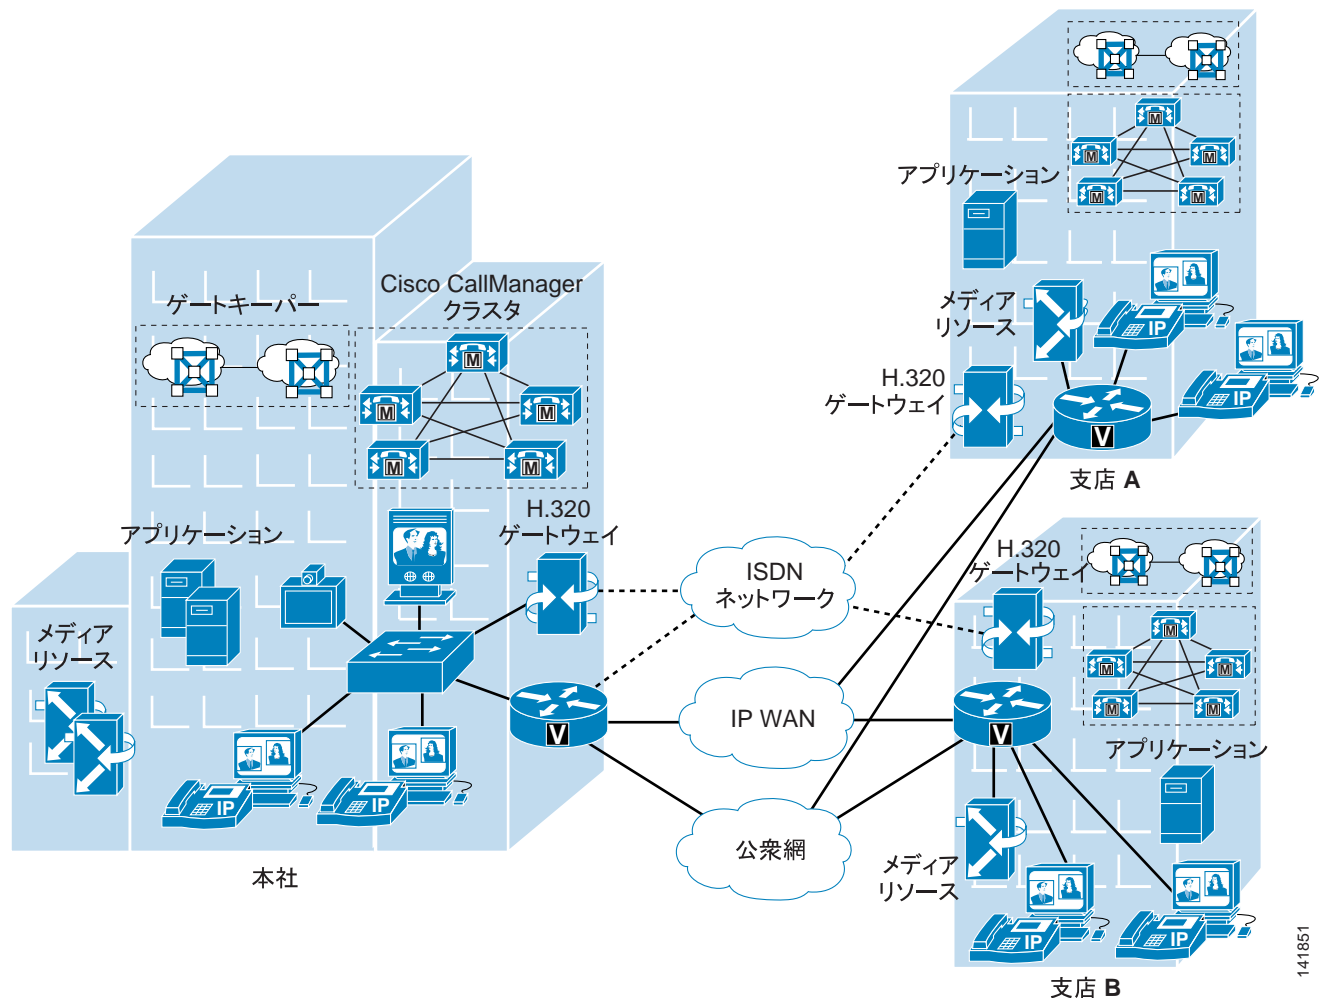 アプリケーション
M
M
M
M
M
メディア
リソース
IP
IP
H.320
ゲートウェイ
V
支店 A
ゲートキーパー
Cisco CallManager
クラスタ
M
M
M
M
M
アプリケーション
H.320
ゲートウェイ
メディア
リソース
V
IP
IP
本社
ISDN
ネットワーク
IP WAN
公衆網
H.320
ゲートウェイ
M
M
M
M
M
V
アプリケーション
メディア
リソース
IP
IP
支店 B
141851